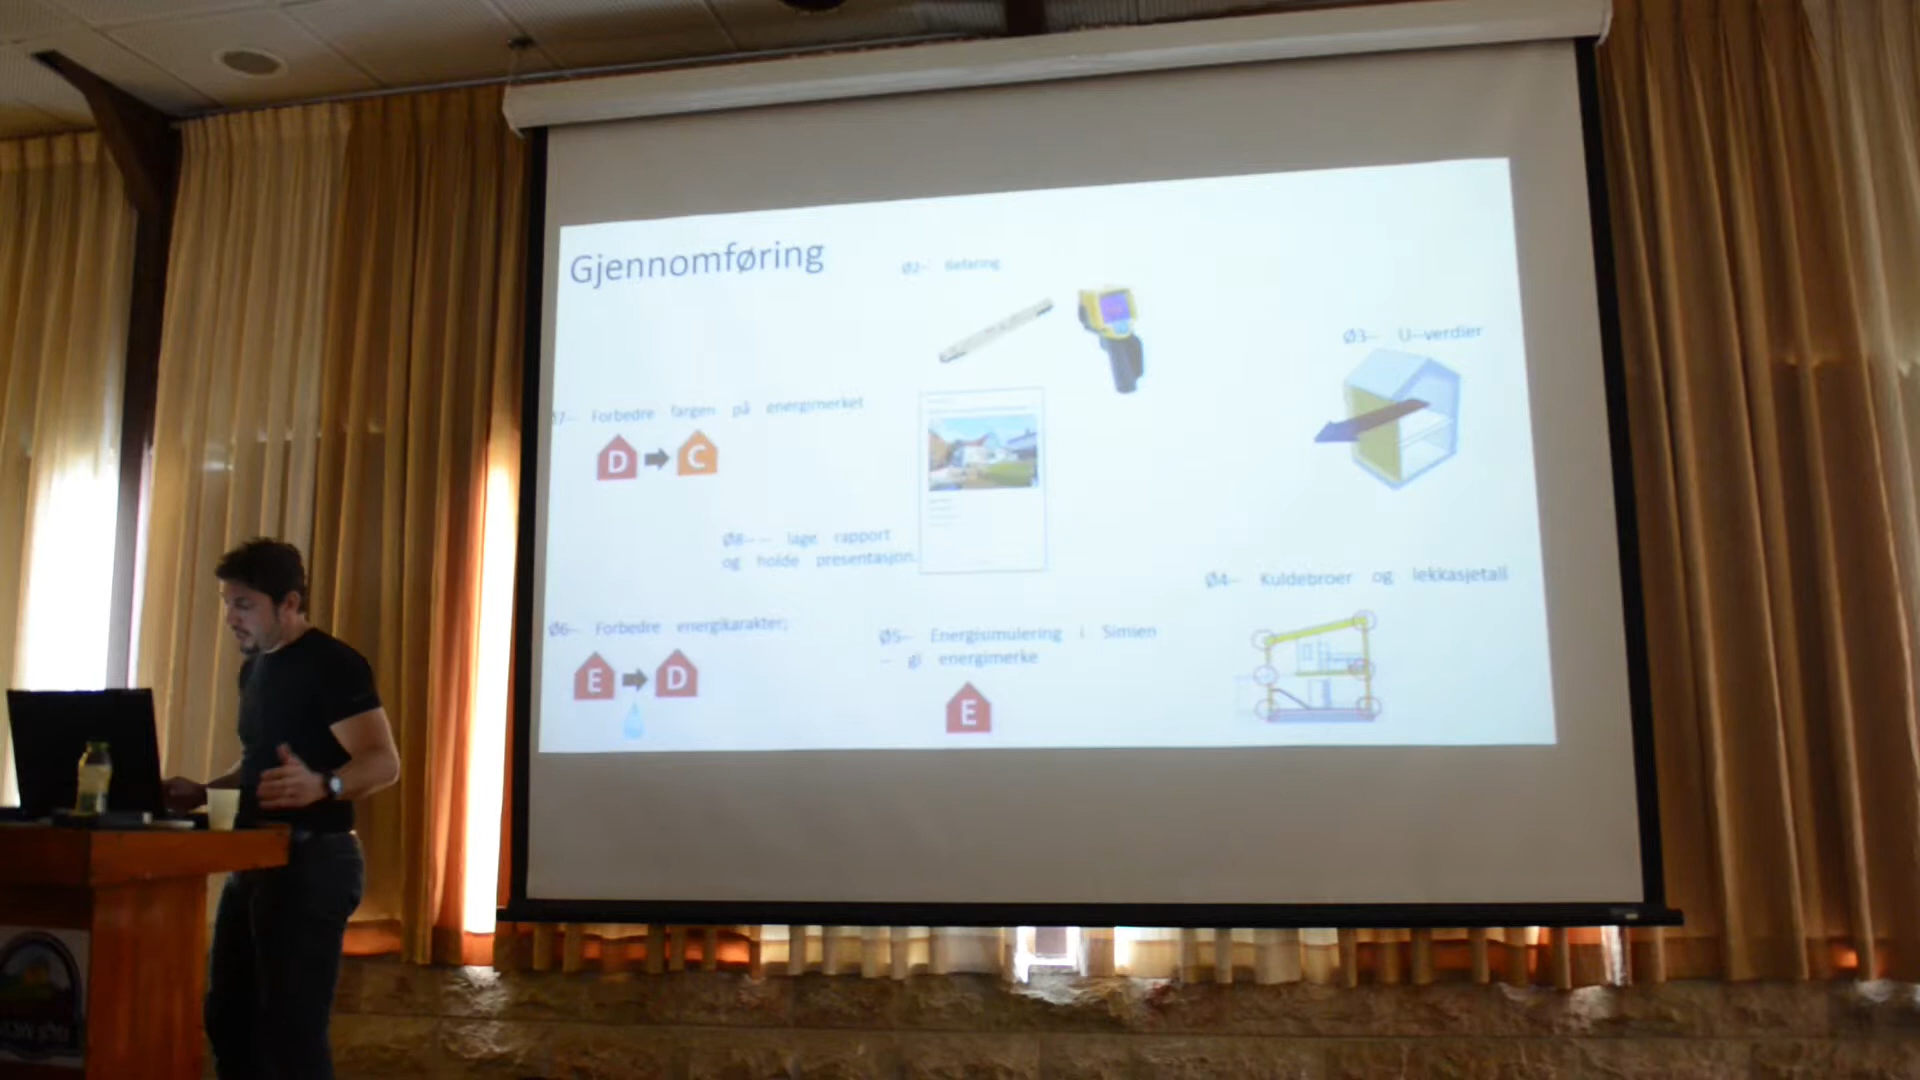 Gjennomføring
Ø2-- Befaring
Ø3-- U--verdier
Ø7-- Forbedre fargen på energimerket
D
C
Ø8-- -- lage rapport
og holde presentasjon.
Ø4-- Kuldebroer og lekkasjetall
Ø6-- Forbedre energikarakter;
E
D
Ø5-- Energisimulering i Simien
-- gi energimerke
E